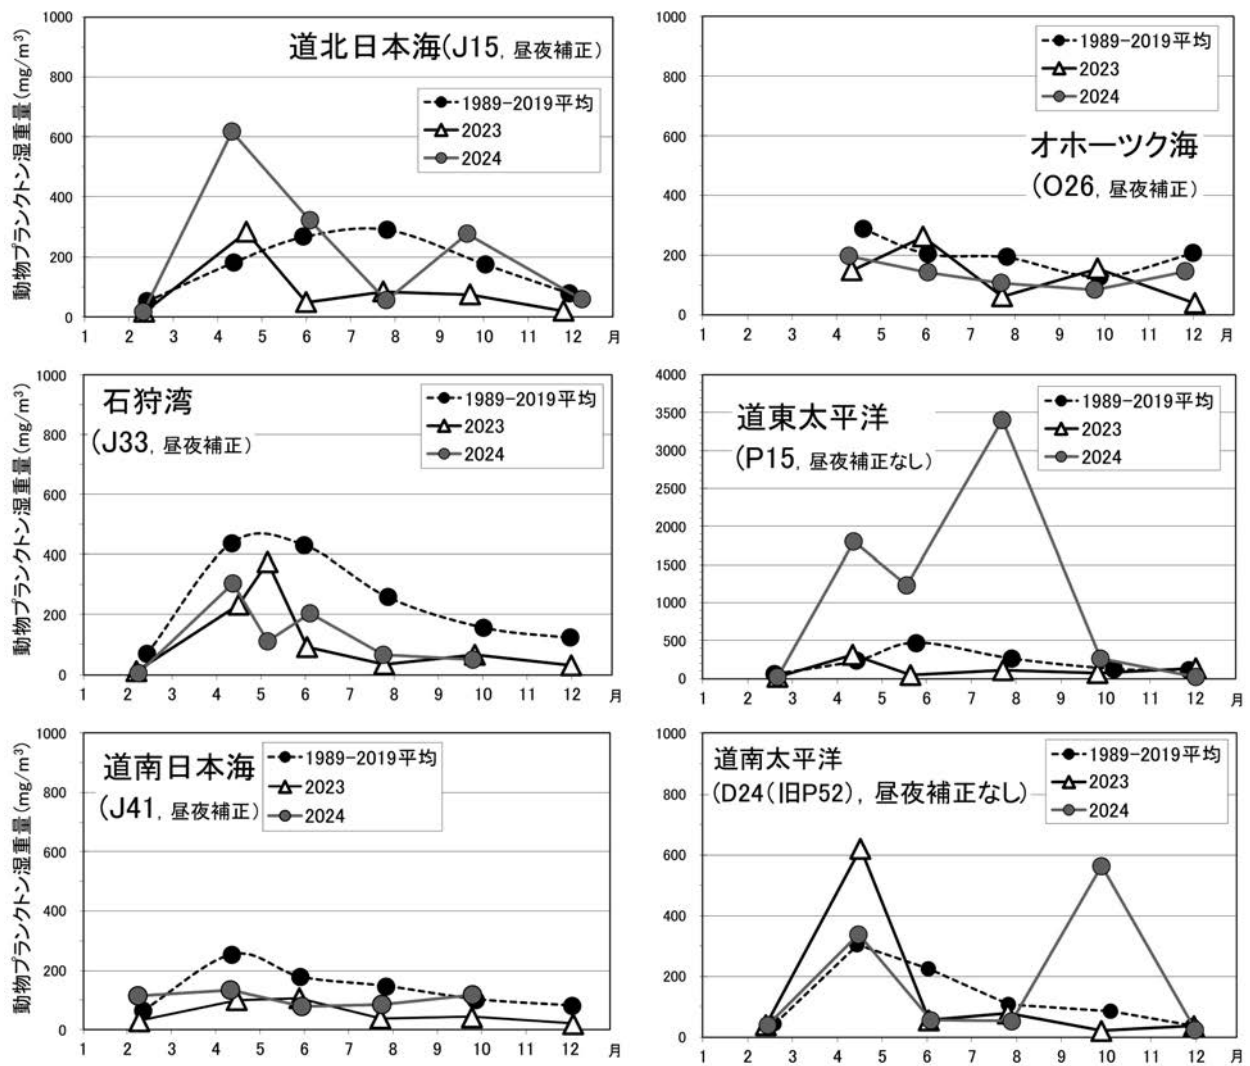 動物プランクトン湿重量(mg/m³)
1000
800
600
400
200
0
道北日本海(J15, 昼夜補正)
1989-2019平均
2023
2024
1 2 3 4 5 6 7 8 9 10 11 12 月
1000
800
600
400
200
0
1989-2019平均
2023
2024
オホーツク海
(O26, 昼夜補正)
1 2 3 4 5 6 7 8 9 10 11 12 月
動物プランクトン湿重量(mg/m³)
1000
800
600
400
200
0
石狩湾
(J33, 昼夜補正)
1989-2019平均
2023
2024
1 2 3 4 5 6 7 8 9 10 11 12 月
4000
3500
3000
2500
2000
1500
1000
500
0
道東太平洋
(P15, 昼夜補正なし)
1989-2019平均
2023
2024
1 2 3 4 5 6 7 8 9 10 11 12 月
動物プランクトン湿重量(mg/m³)
1000
800
600
400
200
0
道南日本海
(J41, 昼夜補正)
1989-2019平均
2023
2024
1 2 3 4 5 6 7 8 9 10 11 12 月
1000
800
600
400
200
0
道南太平洋
(D24(旧P52), 昼夜補正なし)
1989-2019平均
2023
2024
1 2 3 4 5 6 7 8 9 10 11 12 月